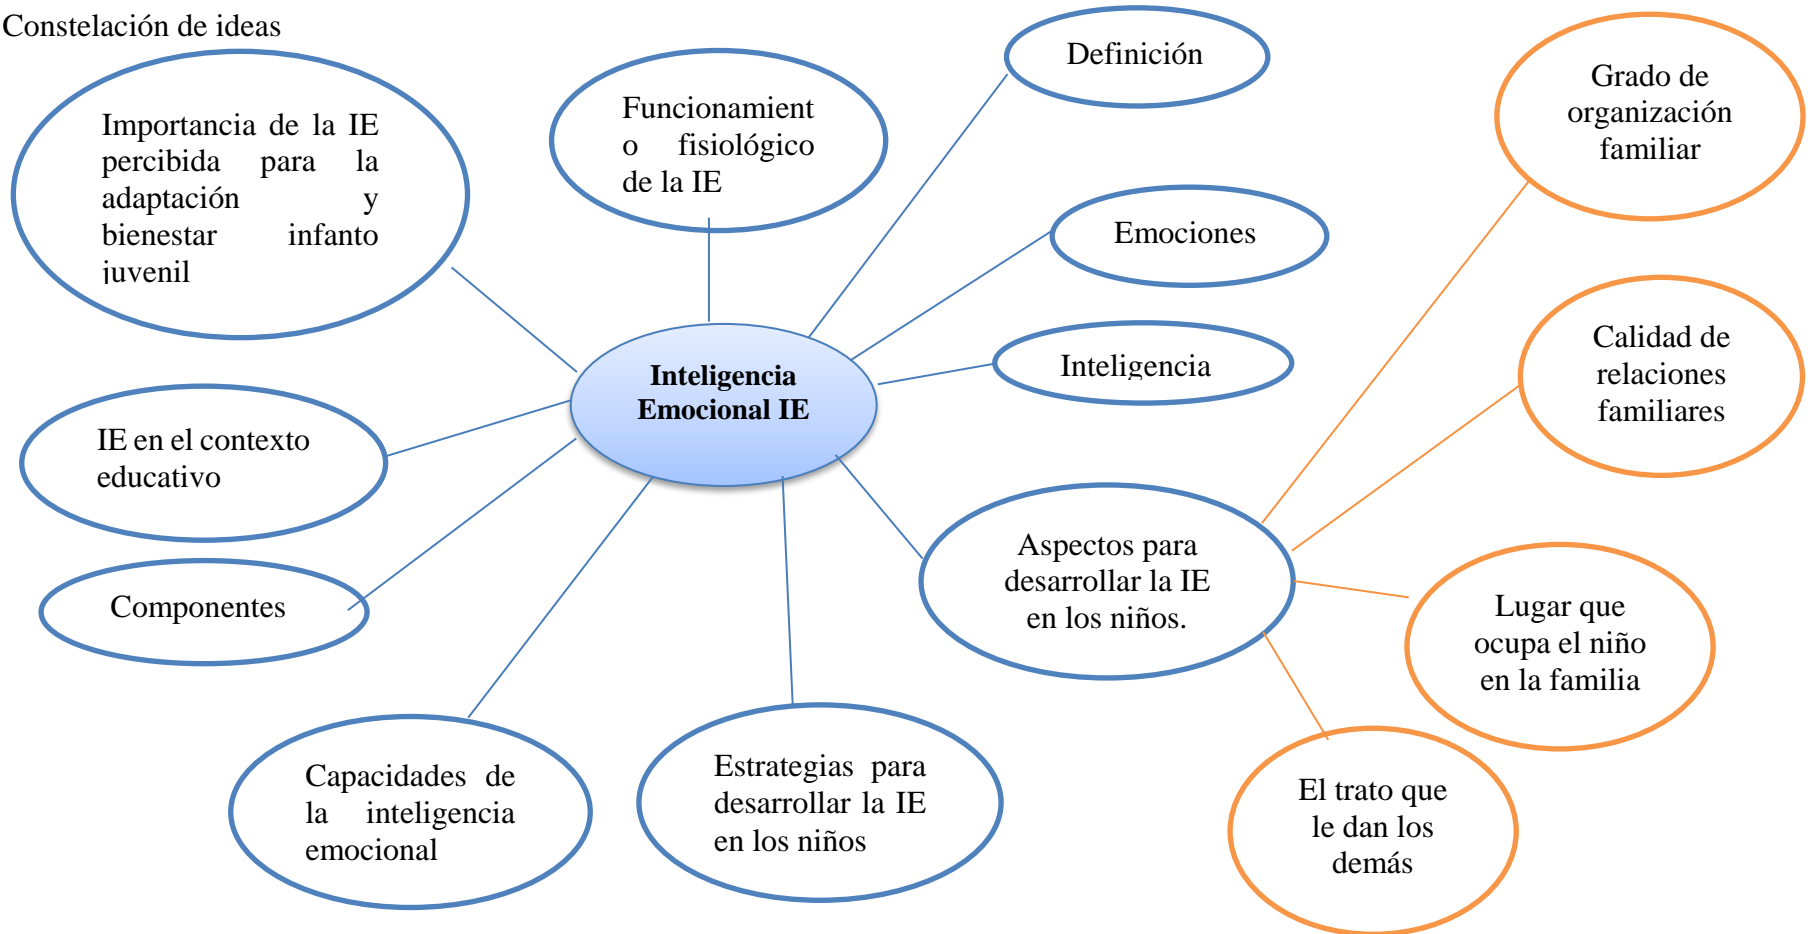 Constelación de ideas
Importancia de la IE
percibida para la
adaptación y
bienestar infanto
juvenil
Funcionamient
o fisiológico
de la IE
Definición
Grado de
organización
familiar
Emociones
Inteligencia
Calidad de
relaciones
familiares
Inteligencia
Emocional IE
IE en el contexto
educativo
Componentes
Aspectos para
desarrollar la IE
en los niños.
Lugar que
ocupa el niño
en la familia
Capacidades de
la inteligencia
emocional
Estrategias para
desarrollar la IE
en los niños
El trato que
le dan los
demás